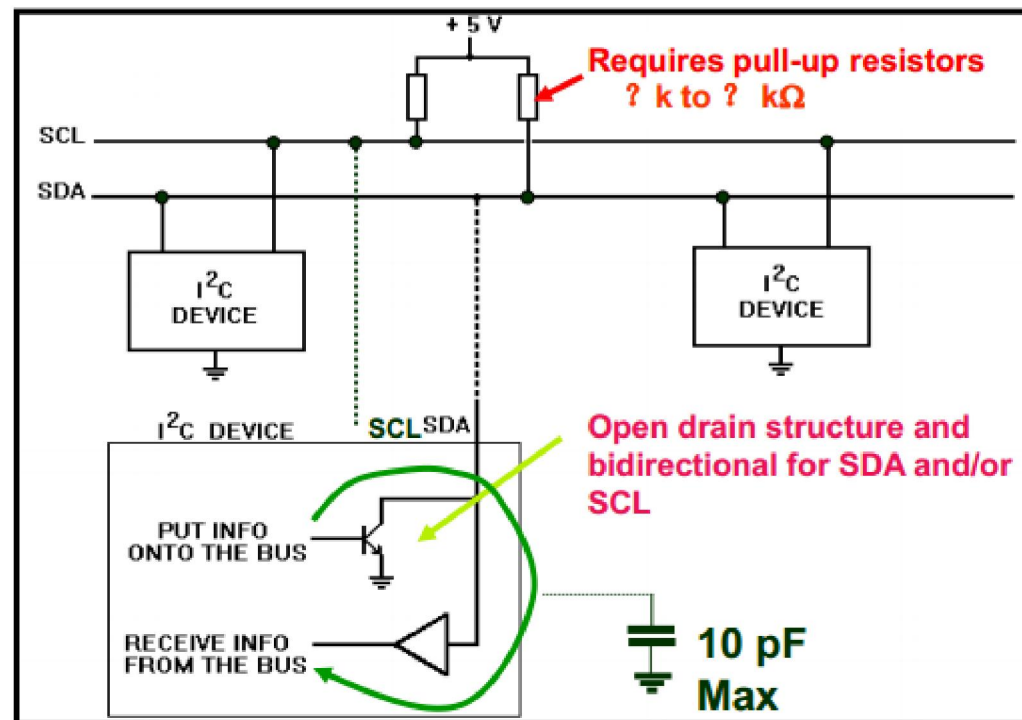 + 5 V
Requires pull-up resistors
? k to ? kΩ
SCL
SDA
I²C
DEVICE
I²C
DEVICE
I²C DEVICE
SCL
SDA
Open drain structure and
bidirectional for SDA and/or
SCL
PUT INFO
ONTO THE BUS
RECEIVE INFO
FROM THE BUS
10 pF
Max